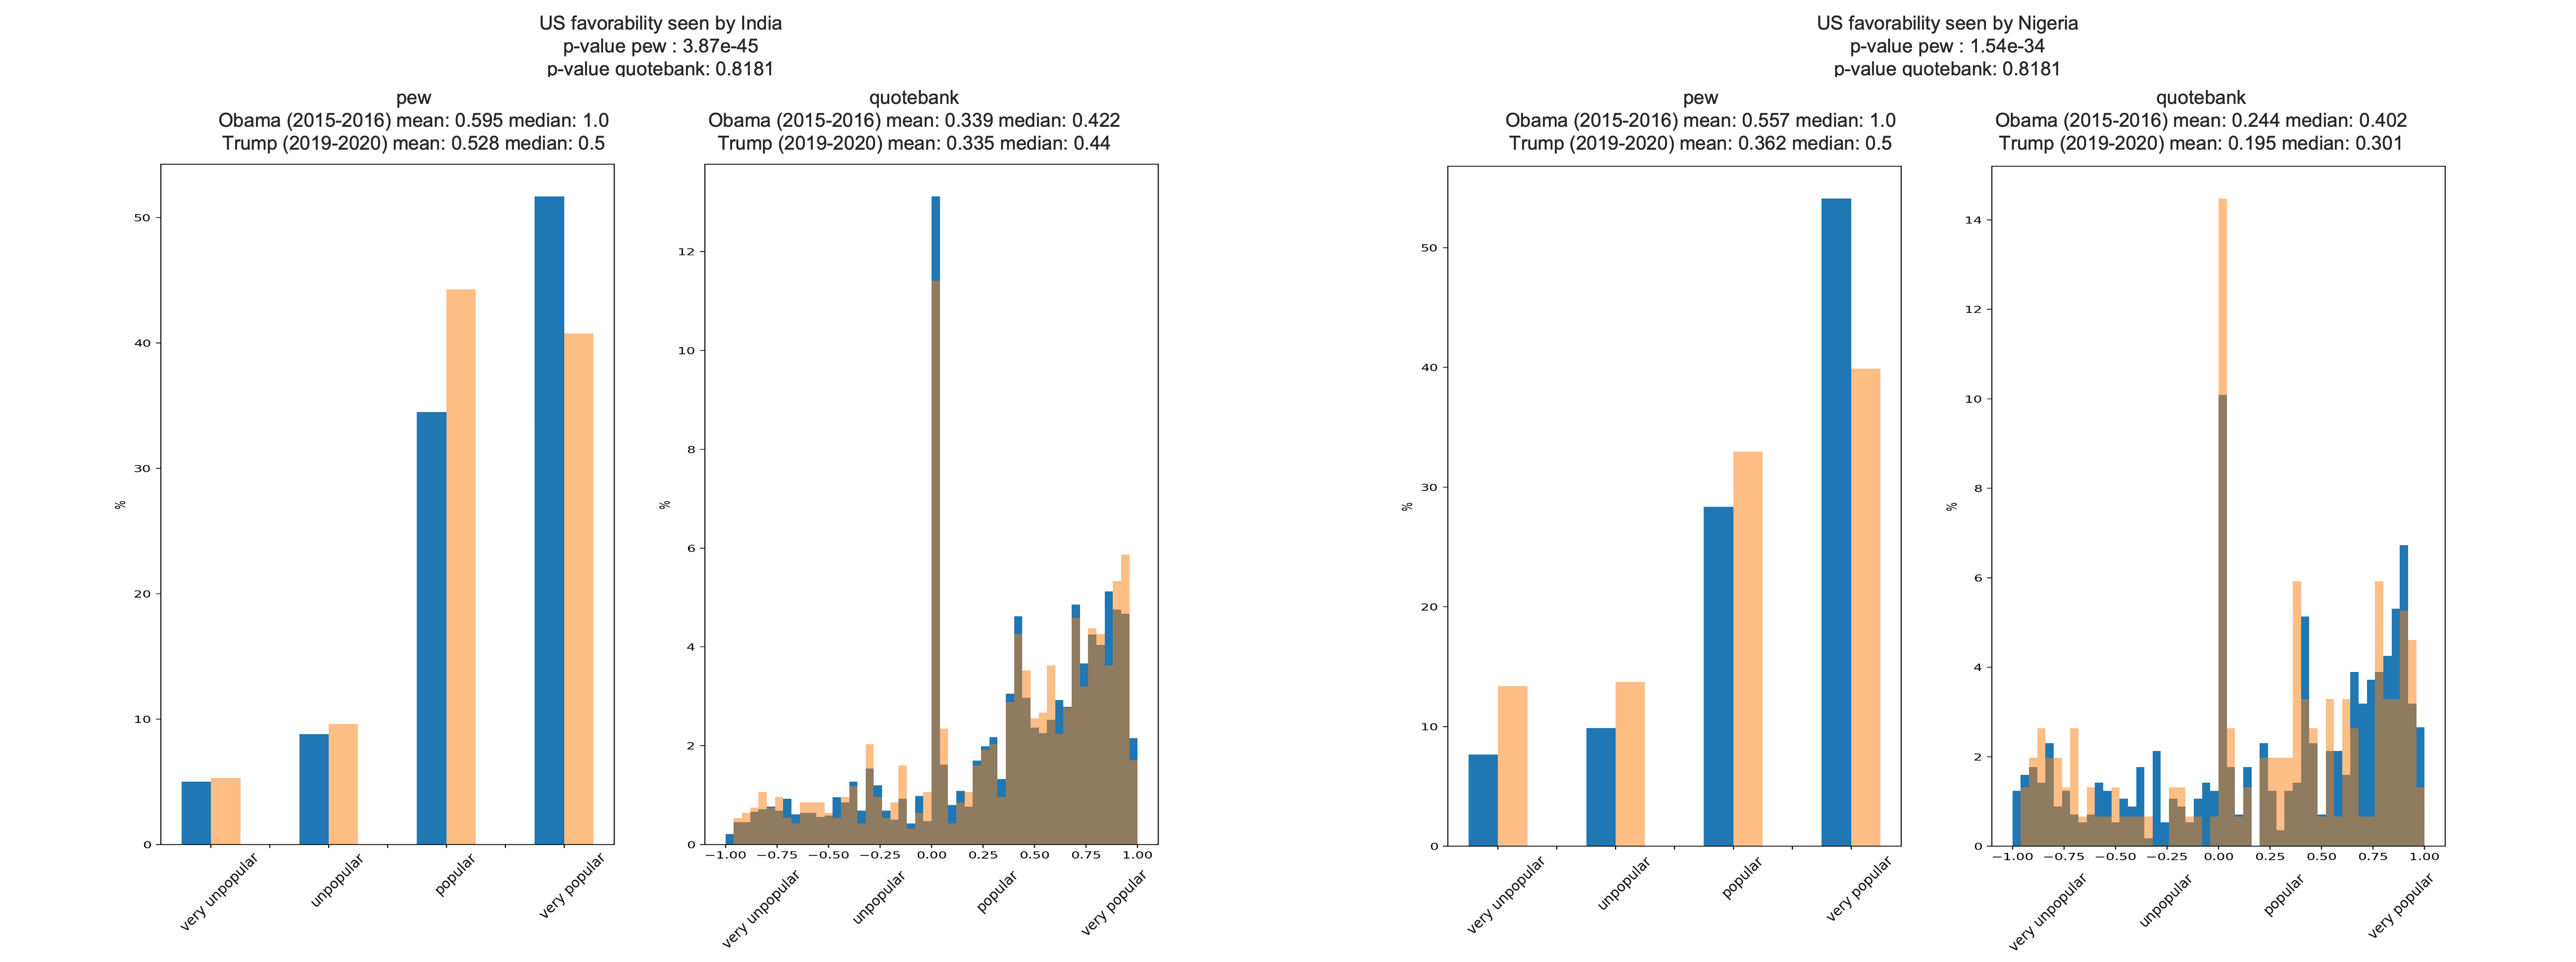 US favorability seen by India
p-value pew : 3.87e-45
p-value quotebank: 0.8181
pew
Obama (2015-2016) mean: 0.595 median: 1.0
Trump (2019-2020) mean: 0.528 median: 0.5
50
40
30
20
10
0
%
very unpopular
unpopular
popular
very popular
quotebank
Obama (2015-2016) mean: 0.339 median: 0.422
Trump (2019-2020) mean: 0.335 median: 0.44
12
10
8
6
4
2
0
%
−1.00 −0.75 −0.50 −0.25 0.00 0.25 0.50 0.75 1.00
very unpopular
unpopular
popular
very popular
US favorability seen by Nigeria
p-value pew : 1.54e-34
p-value quotebank: 0.8181
pew
Obama (2015-2016) mean: 0.557 median: 1.0
Trump (2019-2020) mean: 0.362 median: 0.5
50
40
30
20
10
0
%
very unpopular
unpopular
popular
very popular
quotebank
Obama (2015-2016) mean: 0.244 median: 0.402
Trump (2019-2020) mean: 0.195 median: 0.301
14
12
10
8
6
4
2
0
%
−1.00 −0.75 −0.50 −0.25 0.00 0.25 0.50 0.75 1.00
very unpopular
unpopular
popular
very popular